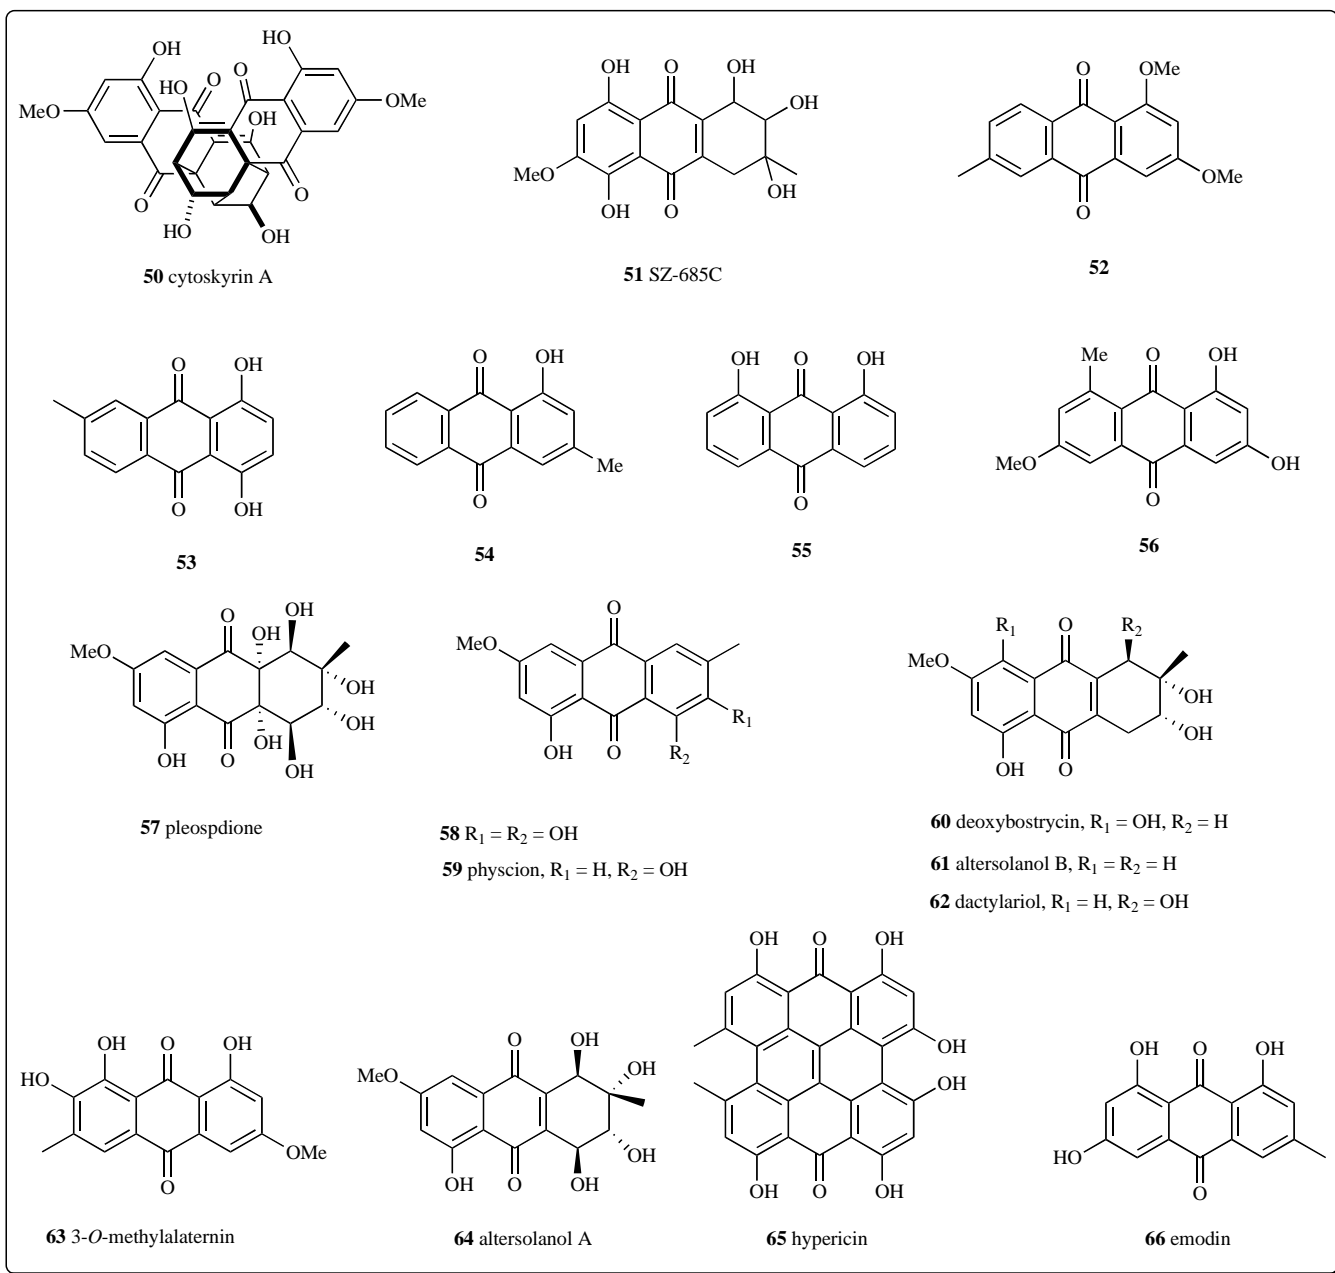 OH
HO
O
O
HO
MeO
OMe
OH
O
O
HO
OH
50 cytoskyrin A
OH
O
OH
OH
MeO
OH
O
OH
51 SZ-685C
O
OMe
O
OMe
52
O
OH
O
OH
53
O
OH
O
Me
54
OH
O
OH
O
55
Me
O
OH
MeO
O
OH
56
O
OH
OH
MeO
OH
OH
OH
O
OH
OH
57 pleospdione
O
MeO
R1
OH
O
R2
58 R1 = R2 = OH
59 physcion, R1 = H, R2 = OH
R1
O
R2
MeO
OH
OH
OH
O
60 deoxybostrycin, R1 = OH, R2 = H
61 altersolanol B, R1 = R2 = H
62 dactylariol, R1 = H, R2 = OH
OH
O
OH
HO
OMe
O
63 3-O-methylalaternin
O
OH
OH
MeO
OH
OH
O
OH
64 altersolanol A
OH
O
OH
OH
OH
OH
O
OH
65 hypericin
OH
O
OH
HO
O
66 emodin